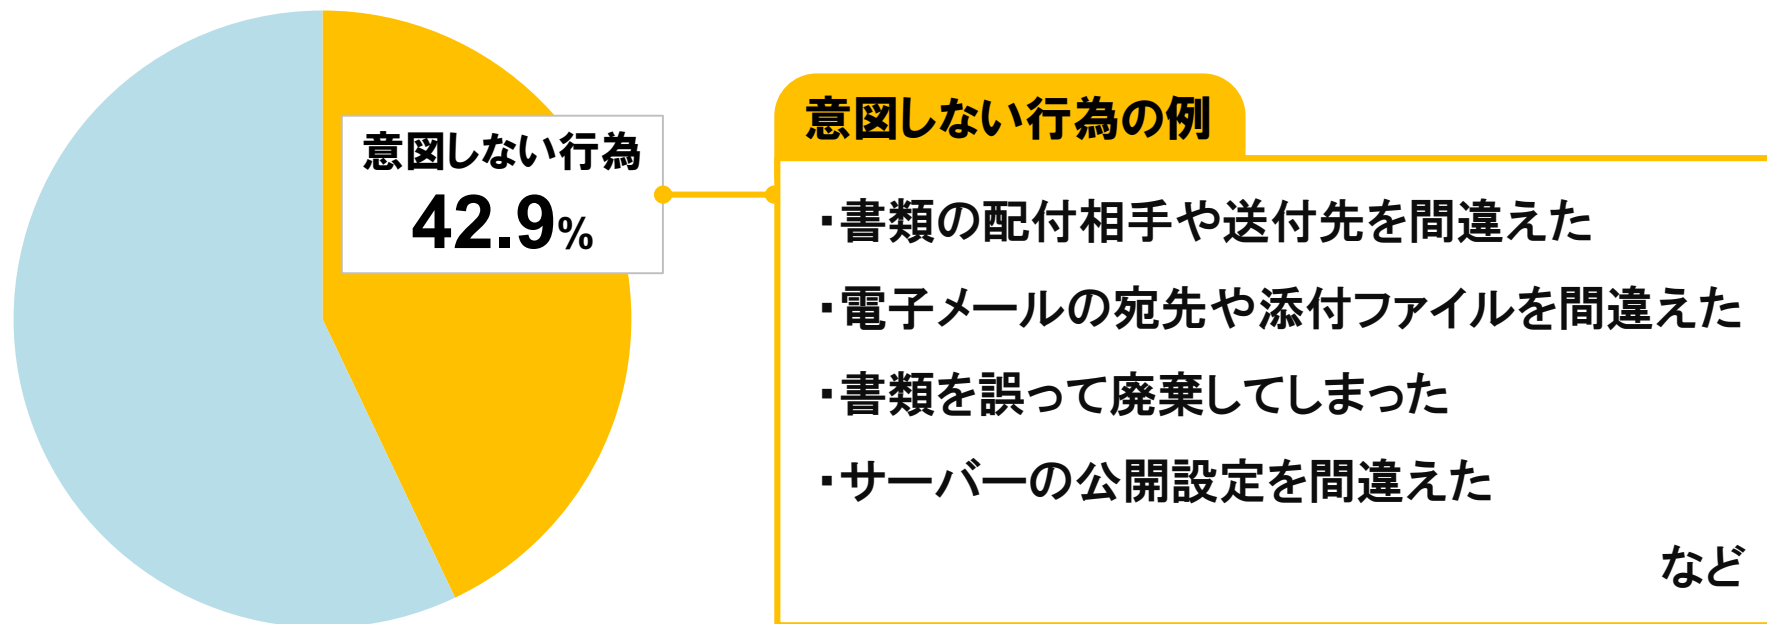 意図しない行為
42.9%
意図しない行為の例
・書類の配付相手や送付先を間違えた
・電子メールの宛先や添付ファイルを間違えた
・書類を誤って廃棄してしまった
・サーバーの公開設定を間違えた
など